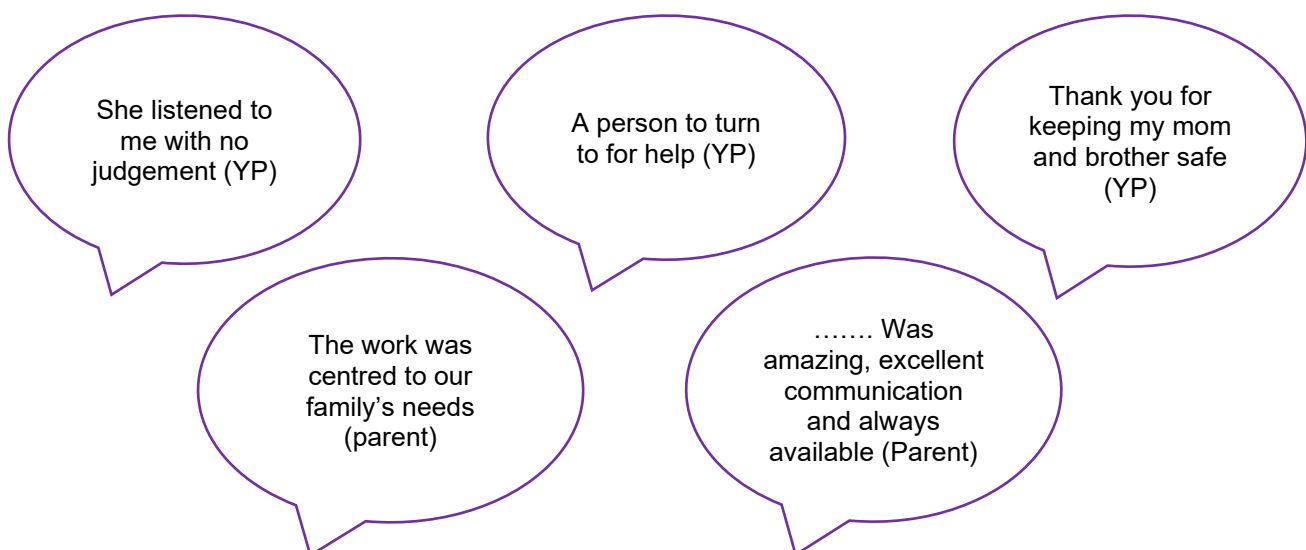 She listened to
me with no
judgement (YP)
A person to turn
to for help (YP)
Thank you for
keeping my mom
and brother safe
(YP)
The work was
centred to our
family’s needs
(parent)
……. Was
amazing, excellent
communication
and always
available (Parent)